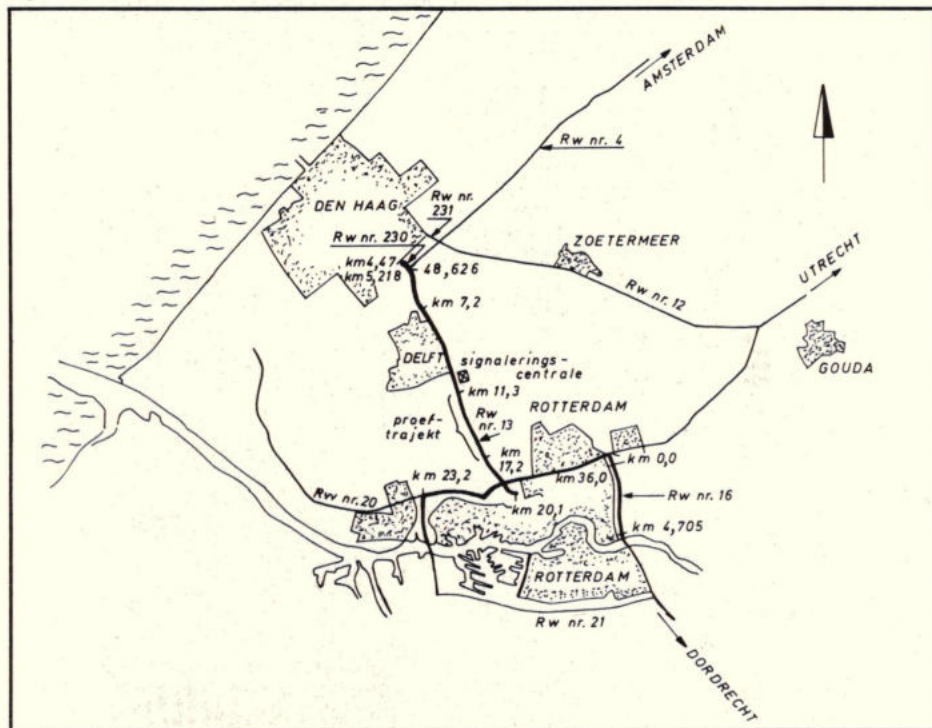 AMSTERDAM
Rw nr. 4
Rw nr.
231
DEN HAAG
Rw nr. 230
km 4,47
km 5,218
48,626
ZOETERMEER
UTRECHT
km 7,2
Rw nr. 12
DELFT
signalerings-
centrale
GOUDA
km 11,3
ROTTERDAM
proef-
trajekt
Rw
nr. 13
km
17,2
km 0,0
km 23,2
km 36,0
Rw nr. 20
Rw nr. 16
km 20,1
km 4,705
ROTTERDAM
Rw nr. 21
DORDRECHT